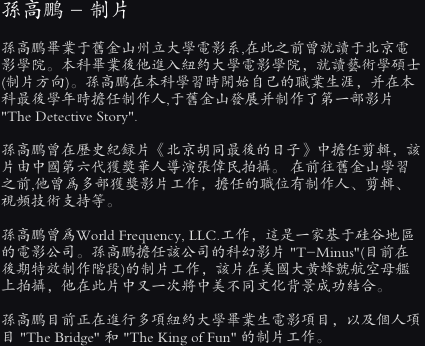 孫高鵬 – 制片
孫高鵬畢業于舊金山州立大學電影系,在此之前曾就讀于北京電
影學院。本科畢業後他進入紐約大學電影學院，就讀藝術學碩士
(制片方向)。孫高鵬在本科學習時開始自己的職業生涯，并在本
科最後學年時擔任制作人,于舊金山發展并制作了第一部影片
"The Detective Story".
孫高鵬曾在歷史紀録片《北京胡同最後的日子》中擔任剪輯，該
片由中國第六代獲獎華人導演張偉民拍攝。 在前往舊金山學習
之前,他曾爲多部獲獎影片工作，擔任的職位有制作人、剪輯、
視頻技術支持等。
孫高鵬曾爲World Frequency, LLC.工作，這是一家基于硅谷地區
的電影公司。孫高鵬擔任該公司的科幻影片 "T–Minus"(目前在
後期特效制作階段)的制片工作，該片在美國大黄蜂號航空母艦
上拍攝，他在此片中又一次將中美不同文化背景成功結合。
孫高鵬目前正在進行多項紐約大學畢業生電影項目，以及個人項
目 "The Bridge" 和 "The King of Fun" 的制片工作。